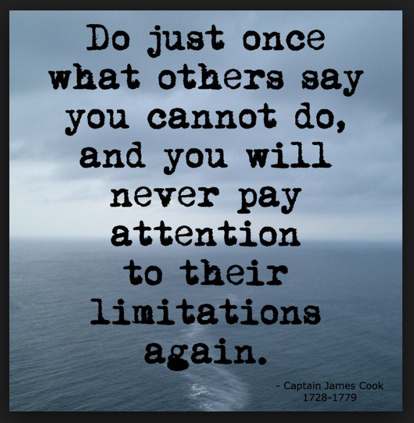 Do just once
what others say
you cannot do,
and you will
never pay
attention
to their
limitations
again.
- Captain James Cook
1728-1779